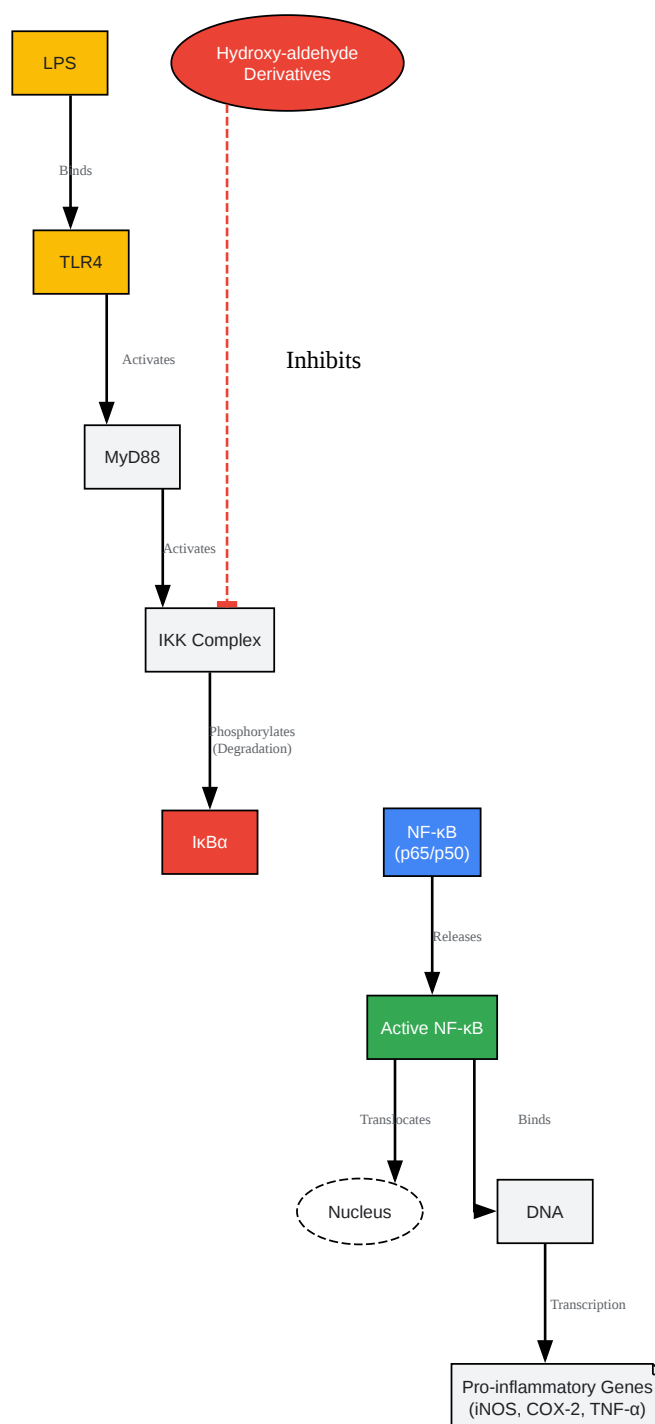 LPS
Hydroxy-aldehyde
Derivatives
Binds
TLR4
Inhibits
Activates
MyD88
Activates
IKK Complex
Phosphorylates
(Degradation)
IκBα
NF-κB
(p65/p50)
Releases
Active NF-κB
Translocates
Binds
Nucleus
DNA
Transcription
Pro-inflammatory Genes
(iNOS, COX-2, TNF-α)